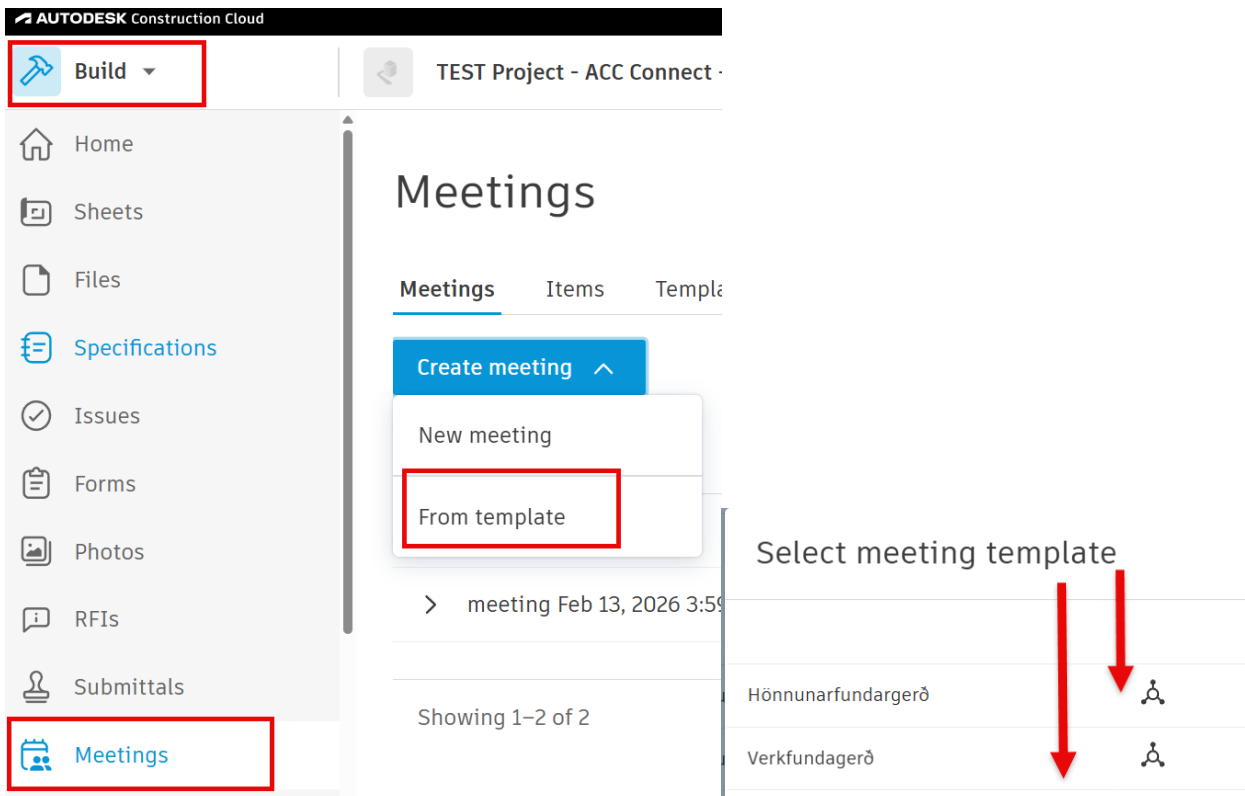 AUTODESK Construction Cloud
Build
TEST Project - ACC Connect -
Home
Sheets
Files
Specifications
Issues
Forms
Photos
RFIs
Submittals
Meetings
Meetings
Meetings Items Templa
Create meeting
New meeting
From template
meeting Feb 13, 2026 3:59
Showing 1–2 of 2
Select meeting template
Hönnunarfundargerð
Verkfundagerð